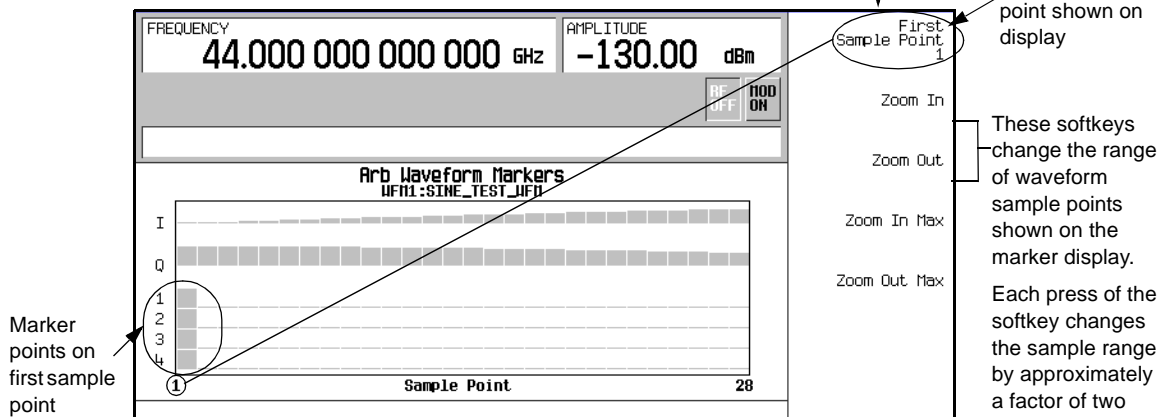 point shown on
display
FREQUENCY
44.000 000 000 000 GHz
AMPLITUDE
-130.00 dBm
RF
OFF
MOD
ON
First
Sample Point
1
Zoom In
Zoom Out
Zoom In Max
Zoom Out Max
These softkeys
change the range
of waveform
sample points
shown on the
marker display.
Each press of the
softkey changes
the sample range
by approximately
a factor of two
Arb Waveform Markers
WFM1:SINE_TEST_WFM
I
Q
1
2
3
4
1
Sample Point
28
Marker
points on
first sample
point